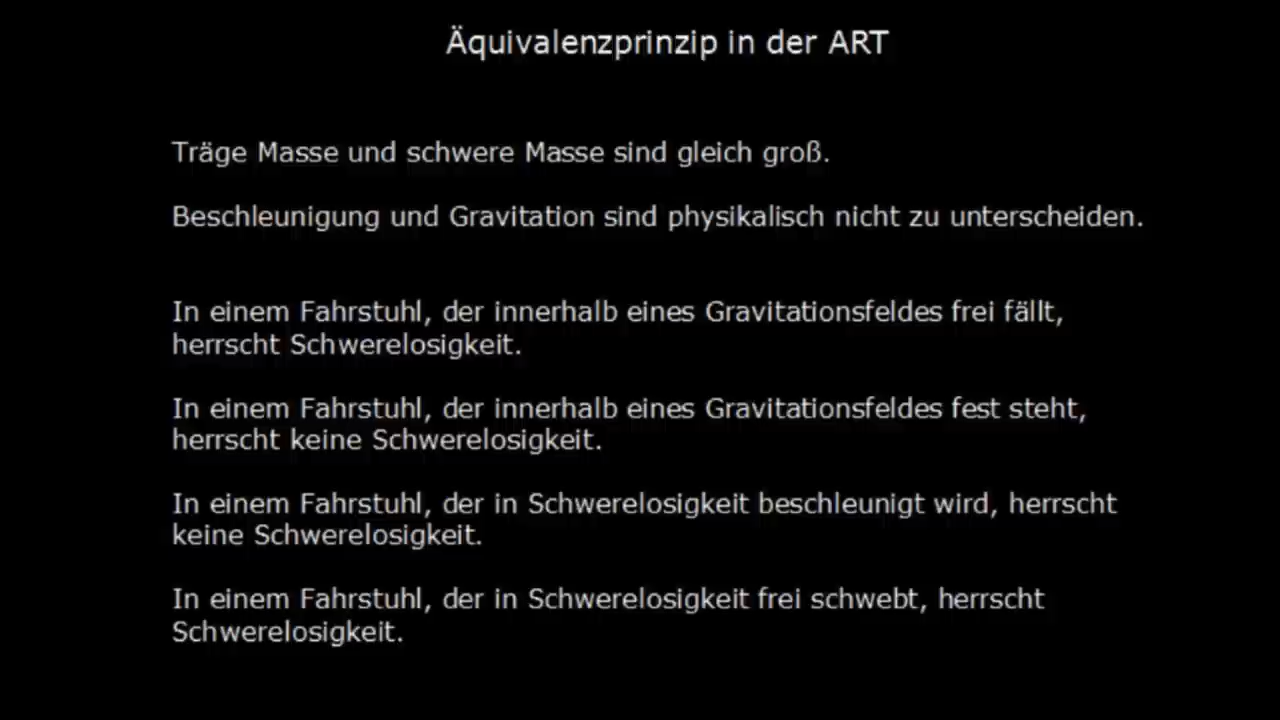 Äquivalenzprinzip in der ART
Träge Masse und schwere Masse sind gleich groß.
Beschleunigung und Gravitation sind physikalisch nicht zu unterscheiden.
In einem Fahrstuhl, der innerhalb eines Gravitationsfeldes frei fällt,
herrscht Schwerelosigkeit.
In einem Fahrstuhl, der innerhalb eines Gravitationsfeldes fest steht,
herrscht keine Schwerelosigkeit.
In einem Fahrstuhl, der in Schwerelosigkeit beschleunigt wird, herrscht
keine Schwerelosigkeit.
In einem Fahrstuhl, der in Schwerelosigkeit frei schwebt, herrscht
Schwerelosigkeit.